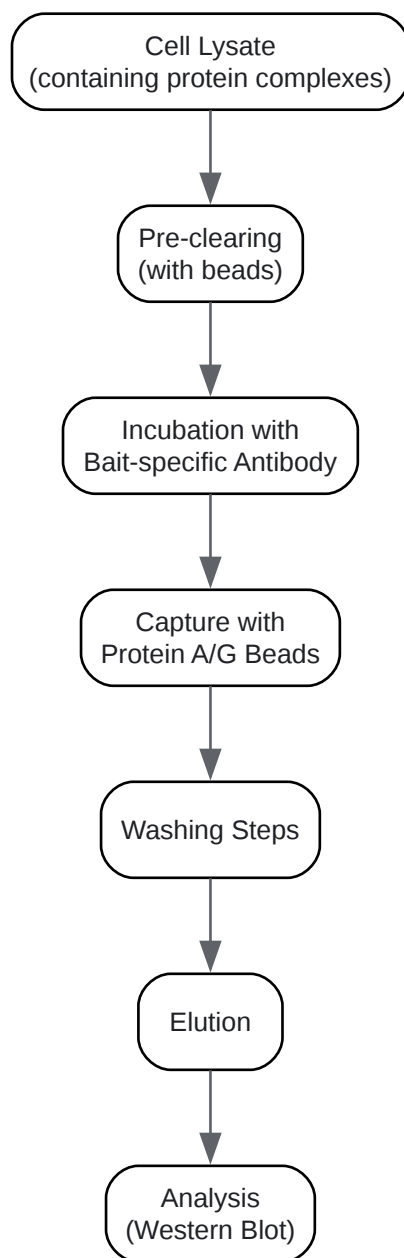 Cell Lysate
(containing protein complexes)
Pre-clearing
(with beads)
Incubation with
Bait-specific Antibody
Capture with
Protein A/G Beads
Washing Steps
Elution
Analysis
(Western Blot)